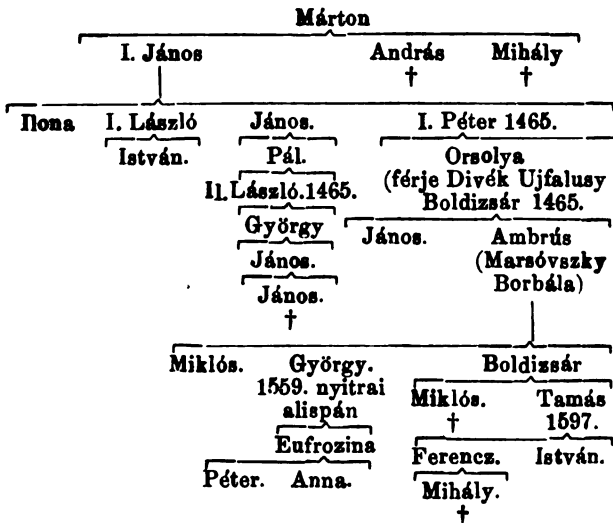 Márton
I. János András Mihály
† †
Ilona I. László János. I. Péter 1465.
István. Pál. Orsolya
II. László. 1465. (férje Divék Ujfalusy
Boldizsár 1465.
György János. Ambrús
János. (Marsóvszky
János. Borbála)
†
Miklós. György. Boldizsár
1559. nyitrai Miklós. Tamás
alispán † 1597.
Eufrozina Ferencz. István.
Péter. Anna. Mihály.
†